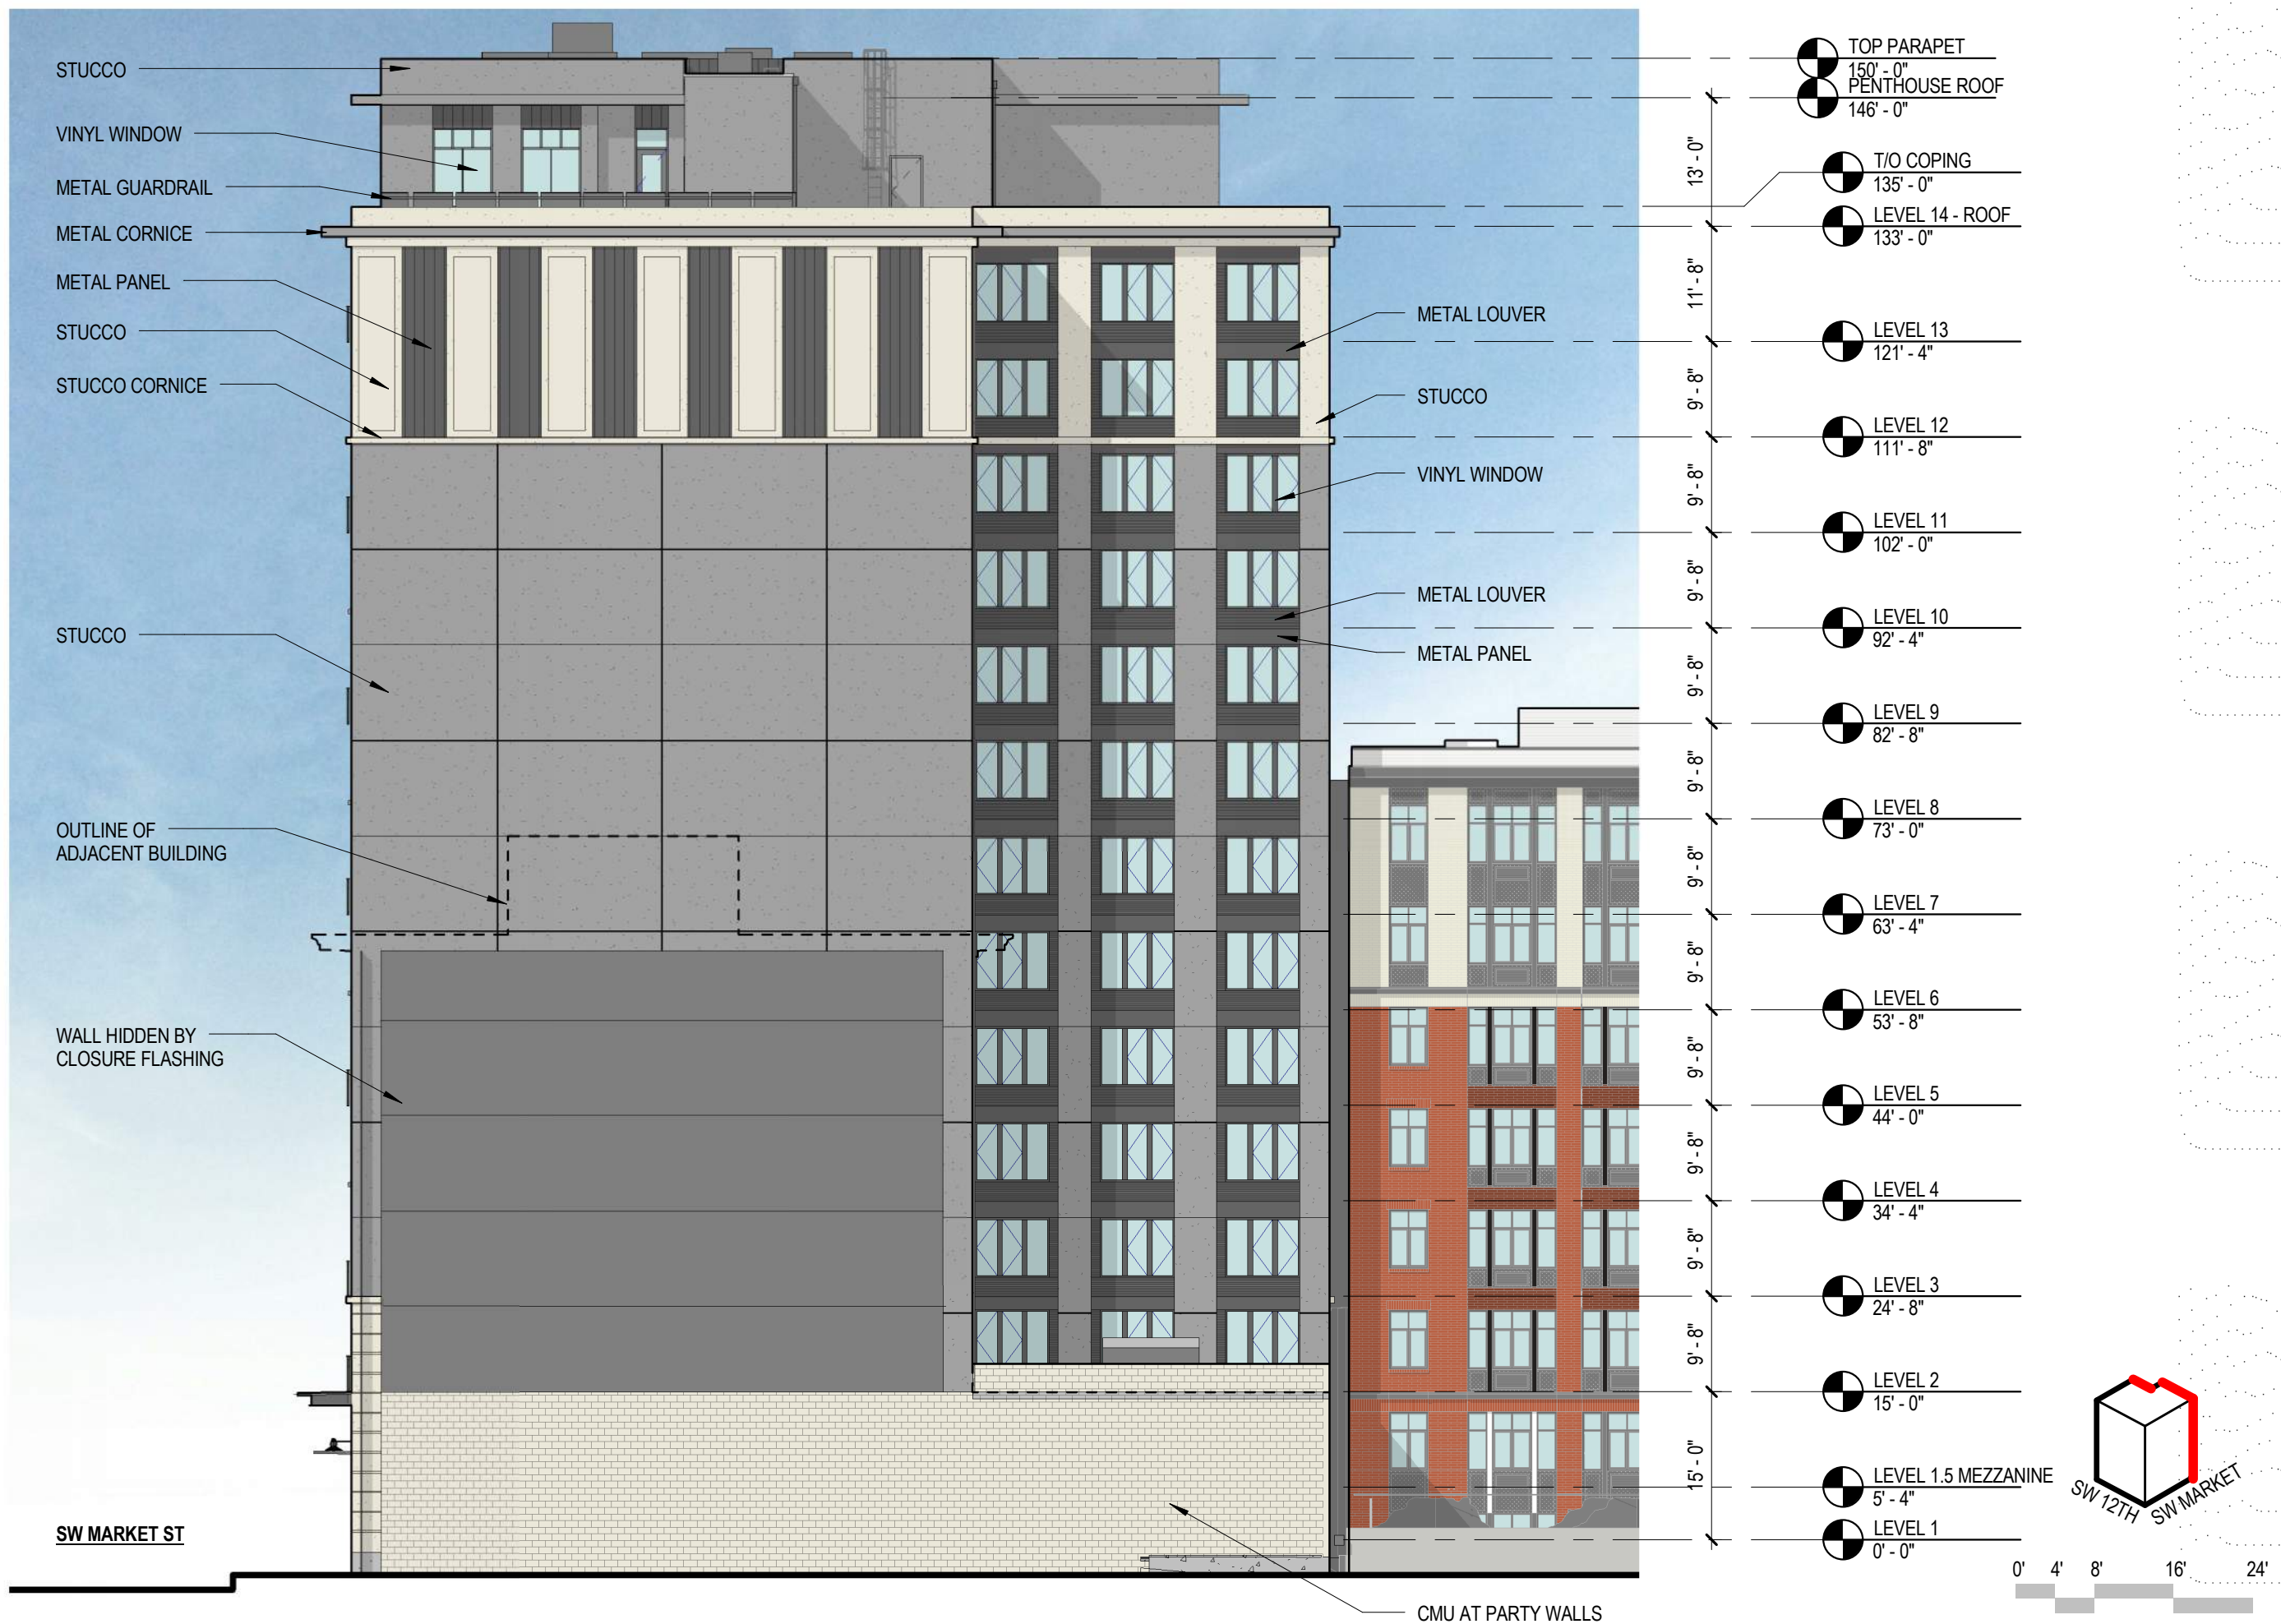 STUCCO
VINYL WINDOW
METAL GUARDRAIL
METAL CORNICE
METAL PANEL
STUCCO
STUCCO CORNICE
STUCCO
OUTLINE OF
ADJACENT BUILDING
WALL HIDDEN BY
CLOSURE FLASHING
SW MARKET ST
METAL LOUVER
STUCCO
VINYL WINDOW
METAL LOUVER
METAL PANEL
CMU AT PARTY WALLS
13' - 0"
11' - 8"
9' - 8"
9' - 8"
9' - 8"
9' - 8"
9' - 8"
9' - 8"
9' - 8"
9' - 8"
9' - 8"
9' - 8"
9' - 8"
15' - 0"
TOP PARAPET
150' - 0"
PENTHOUSE ROOF
146' - 0"
T/O COPING
135' - 0"
LEVEL 14 - ROOF
133' - 0"
LEVEL 13
121' - 4"
LEVEL 12
111' - 8"
LEVEL 11
102' - 0"
LEVEL 10
92' - 4"
LEVEL 9
82' - 8"
LEVEL 8
73' - 0"
LEVEL 7
63' - 4"
LEVEL 6
53' - 8"
LEVEL 5
44' - 0"
LEVEL 4
34' - 4"
LEVEL 3
24' - 8"
LEVEL 2
15' - 0"
LEVEL 1.5 MEZZANINE
5' - 4"
LEVEL 1
0' - 0"
SW 12TH
SW MARKET
0' 4' 8' 16' 24'